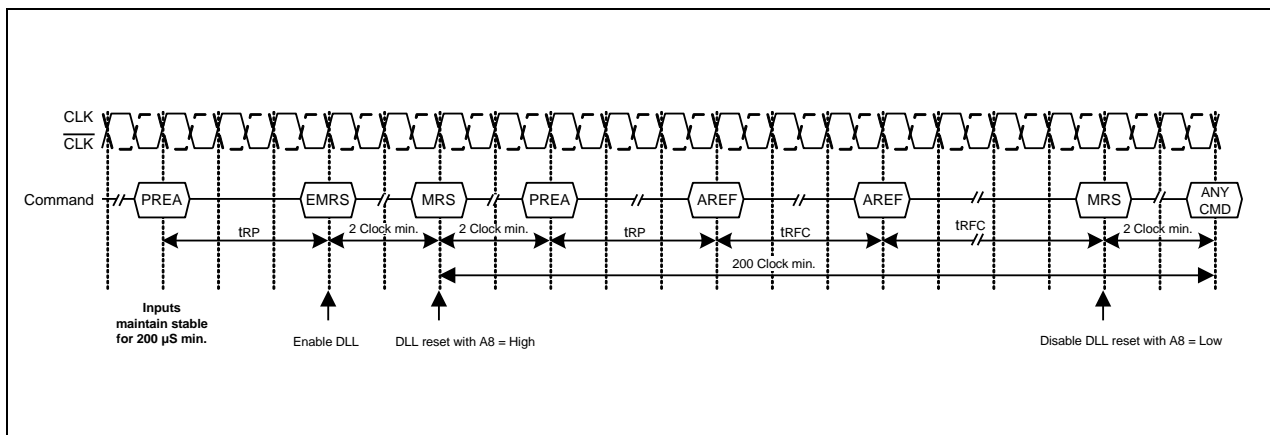 CLK
CLK
Command
PREA
EMRS
MRS
PREA
AREF
AREF
MRS
ANY
CMD
tRP
2 Clock min.
2 Clock min.
tRP
tRFC
tRFC
2 Clock min.
200 Clock min.
Inputs
maintain stable
for 200 µS min.
Enable DLL
DLL reset with A8 = High
Disable DLL reset with A8 = Low